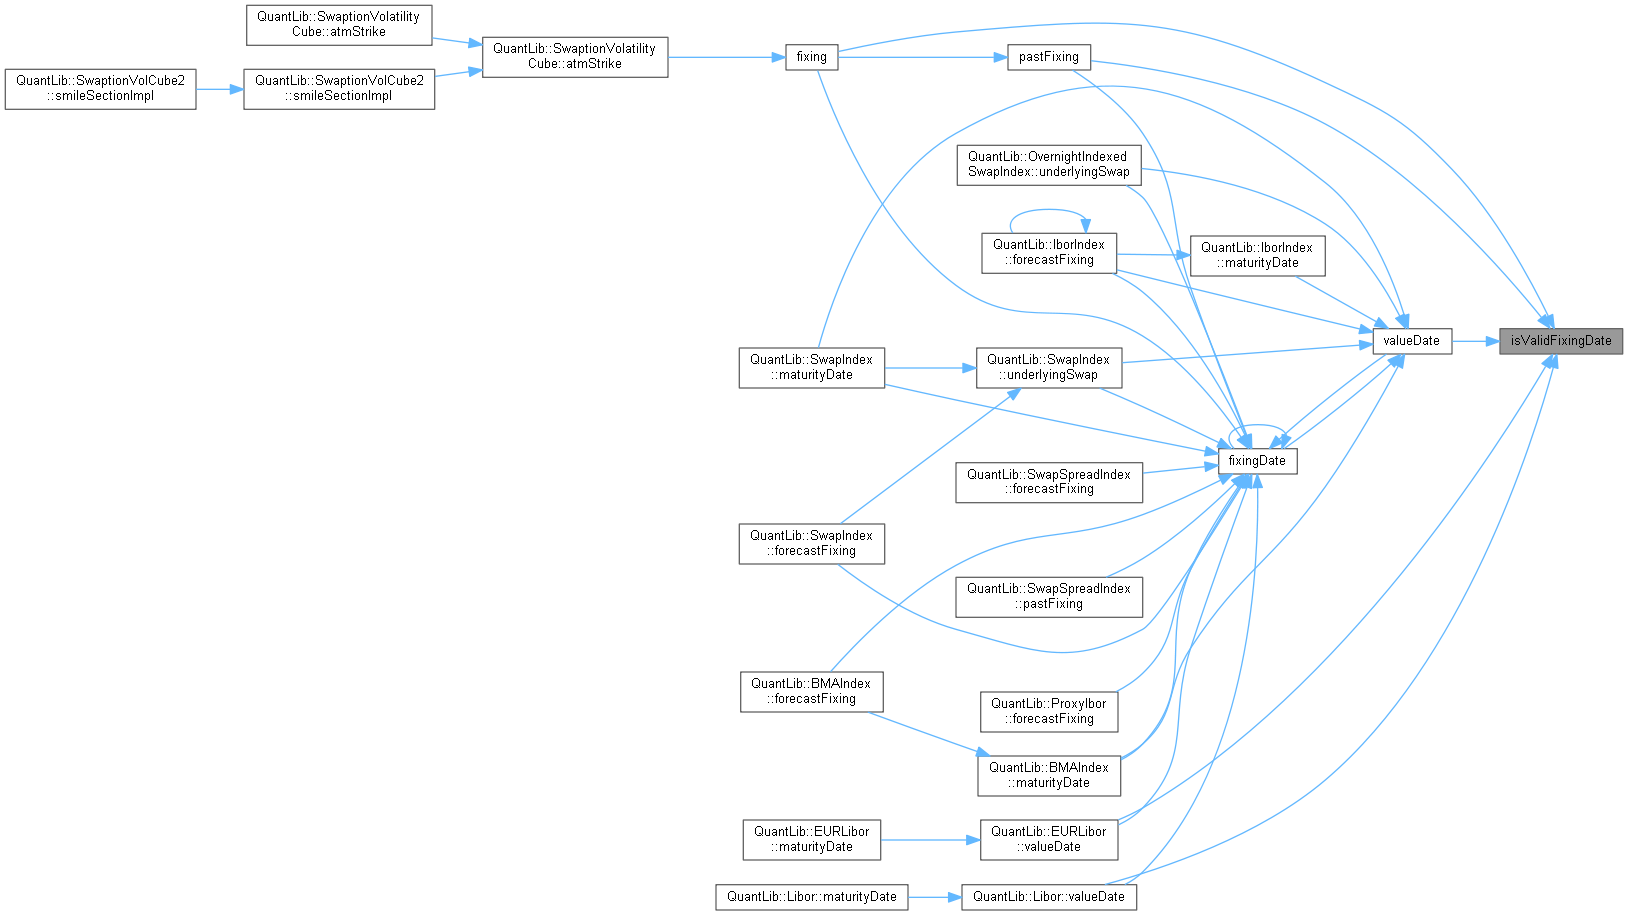 QuantLib::SwaptionVolatility
Cube::atmStrike
QuantLib::SwaptionVolCube2
::smileSectionImpl
QuantLib::SwaptionVolCube2
::smileSectionImpl
QuantLib::SwaptionVolatility
Cube::atmStrike
fixing
pastFixing
QuantLib::OvernightIndexed
SwapIndex::underlyingSwap
QuantLib::IborIndex
::forecastFixing
QuantLib::IborIndex
::maturityDate
valueDate
isValidFixingDate
QuantLib::SwapIndex
::maturityDate
QuantLib::SwapIndex
::underlyingSwap
fixingDate
QuantLib::SwapSpreadIndex
::forecastFixing
QuantLib::SwapIndex
::forecastFixing
QuantLib::SwapSpreadIndex
::pastFixing
QuantLib::BMAIndex
::forecastFixing
QuantLib::ProxyIbor
::forecastFixing
QuantLib::BMAIndex
::maturityDate
QuantLib::EURLibor
::maturityDate
QuantLib::EURLibor
::valueDate
QuantLib::Libor::maturityDate
QuantLib::Libor::valueDate